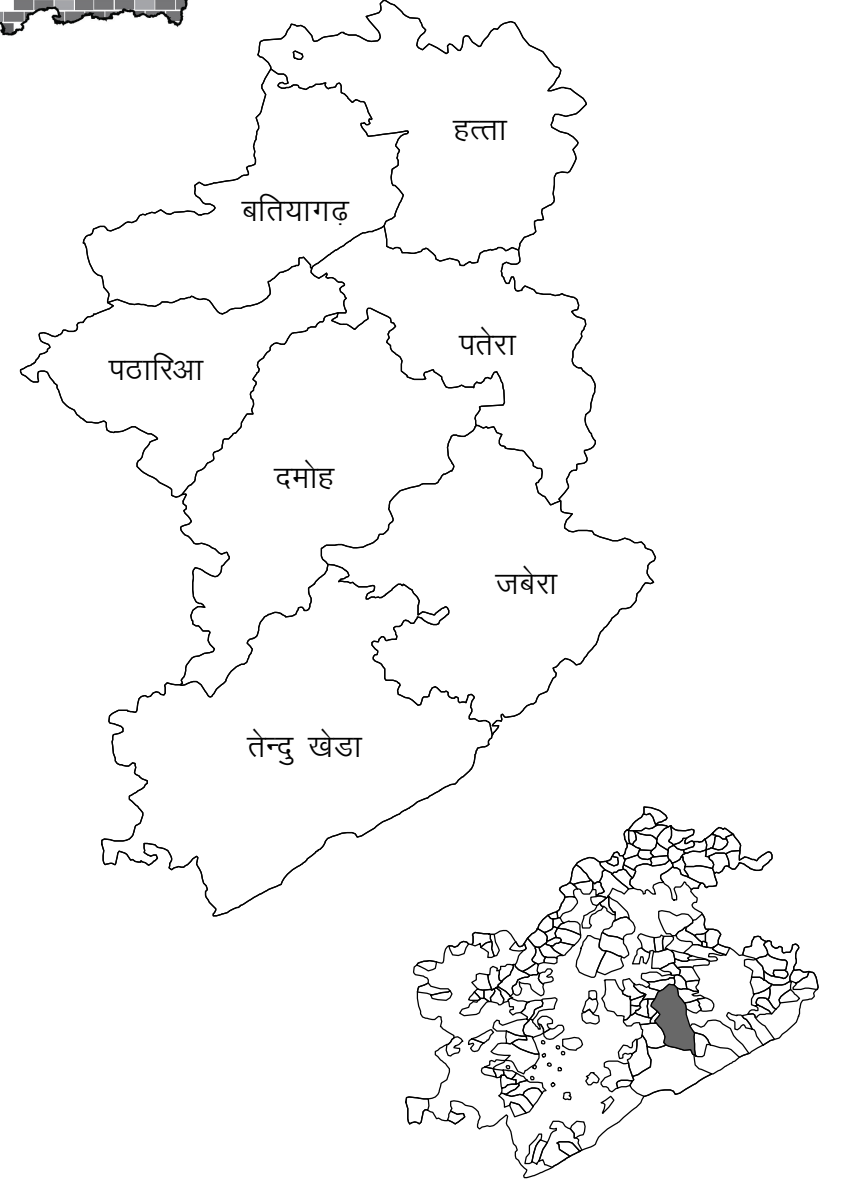 हत्ता
बतियागढ़
पतेरा
पठारिआ
दमोह
जबेरा
तेन्दु खेडा